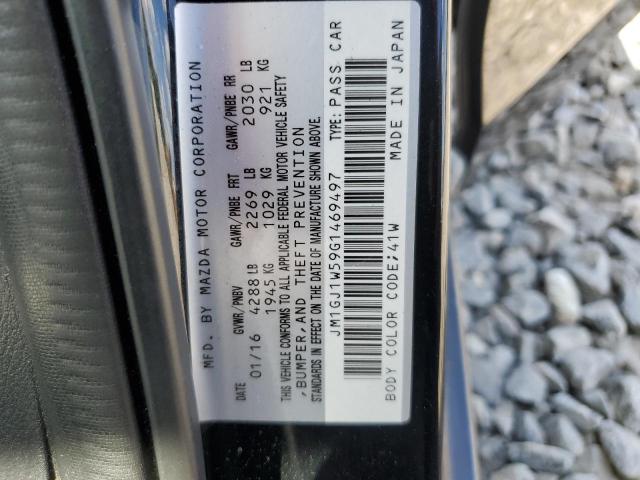 MFD. BY MAZDA MOTOR CORPORATION
GVWR/PNBV GAWR/PNBE FRT GAWR/PNBE RR
DATE 4288 LB 2269 LB 2030 LB
01/16 1945 KG 1029 KG 921 KG
THIS VEHICLE CONFORMS TO ALL APPLICABLE FEDERAL MOTOR VEHICLE SAFETY
,BUMPER,AND THEFT PREVENTION
STANDARDS IN EFFECT ON THE DATE OF MANUFACTURE SHOWN ABOVE.
JM1GJ1W59G1469497 TYPE: PASS CAR
BODY COLOR CODE;41W MADE IN JAPAN